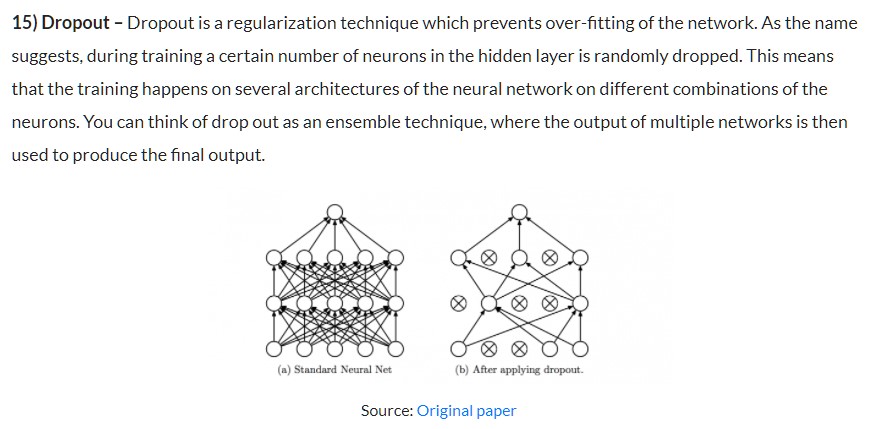 15) Dropout – Dropout is a regularization technique which prevents over-fitting of the network. As the name
suggests, during training a certain number of neurons in the hidden layer is randomly dropped. This means
that the training happens on several architectures of the neural network on different combinations of the
neurons. You can think of drop out as an ensemble technique, where the output of multiple networks is then
used to produce the final output.
(a) Standard Neural Net
(b) After applying dropout.
Source: Original paper